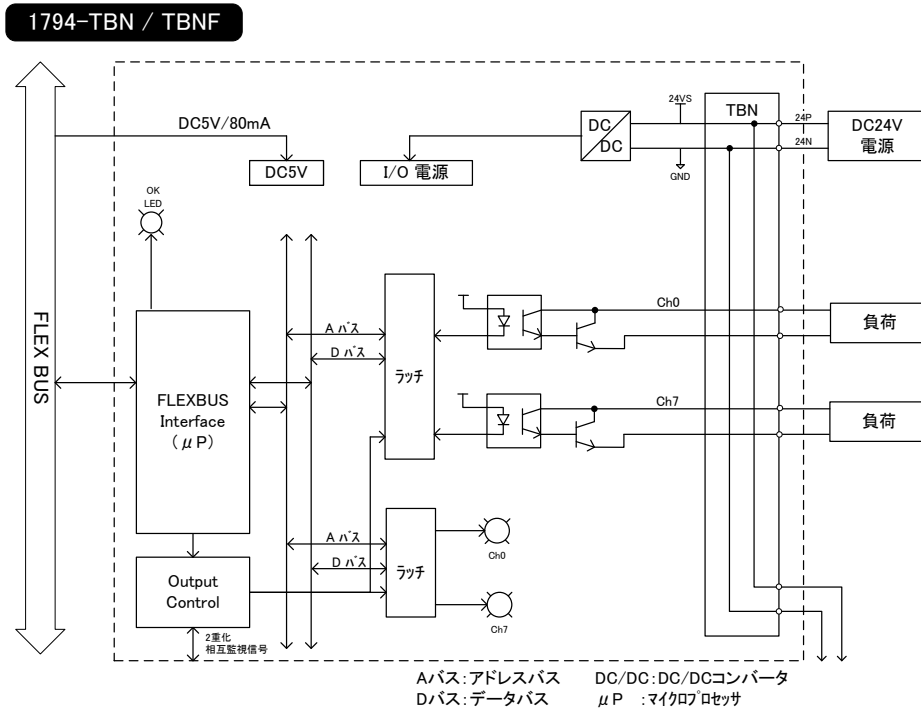 1794-TBN / TBNF
DC5V/80mA
24VS
TBN
24P
DC24V
電源
DC
DC
24N
DC5V
I/O 電源
GND
OK
LED
FLEX BUS
Ch0
負荷
A バス
D バス
ラッチ
FLEXBUS
Interface
(μP)
Ch7
負荷
A バス
D バス
ラッチ
Ch0
Output
Control
Ch7
2重化
相互監視信号
Aバス:アドレスバス
DC/DC:DC/DCコンバータ
Dバス:データバス
μP :マイクロプロセッサ